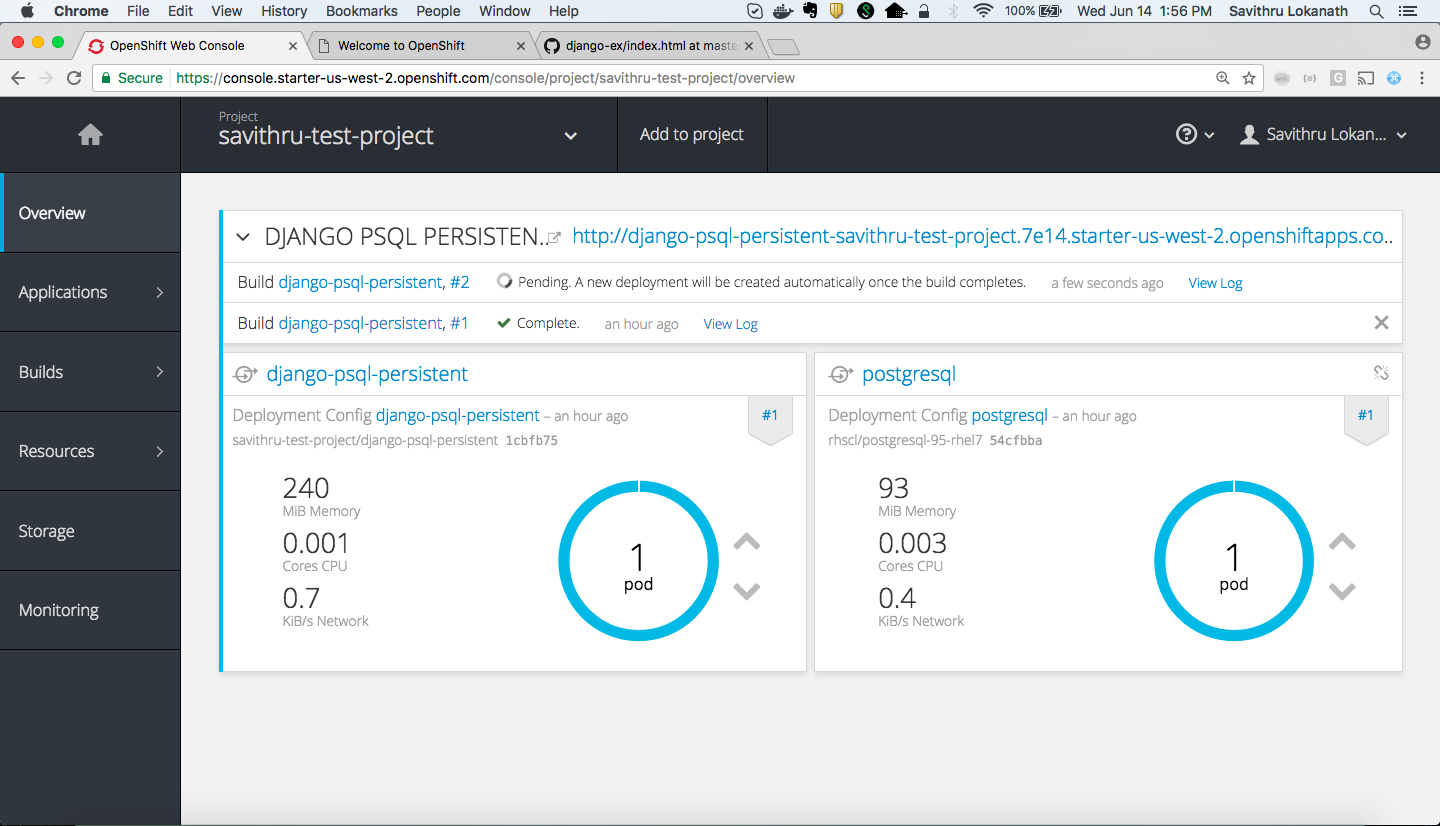 Chrome File Edit View History Bookmarks People Window Help 100% Wed Jun 14 1:56 PM Savithru Lokanath
OpenShift Web Console Welcome to OpenShift django-ex/index.html at maste
Secure https://console.starter-us-west-2.openshift.com/console/project/savithru-test-project/overview
Project
savithru-test-project
Add to project
Savithru Lokan...
Overview
Applications
Builds
Resources
Storage
Monitoring
DJANGO PSQL PERSISTEN... http://django-psql-persistent-savithru-test-project.7e14.starter-us-west-2.openshiftapps.co...
Build django-psql-persistent, #2 Pending. A new deployment will be created automatically once the build completes. a few seconds ago View Log
Build django-psql-persistent, #1 Complete. an hour ago View Log
django-psql-persistent
Deployment Config django-psql-persistent – an hour ago #1
savithru-test-project/django-psql-persistent 1cbfb75
240
MiB Memory
0.001
Cores CPU
0.7
KiB/s Network
1
pod
postgresql
Deployment Config postgresql – an hour ago #1
rhscl/postgresql-95-rhel7 54cfbba
93
MiB Memory
0.003
Cores CPU
0.4
KiB/s Network
1
pod